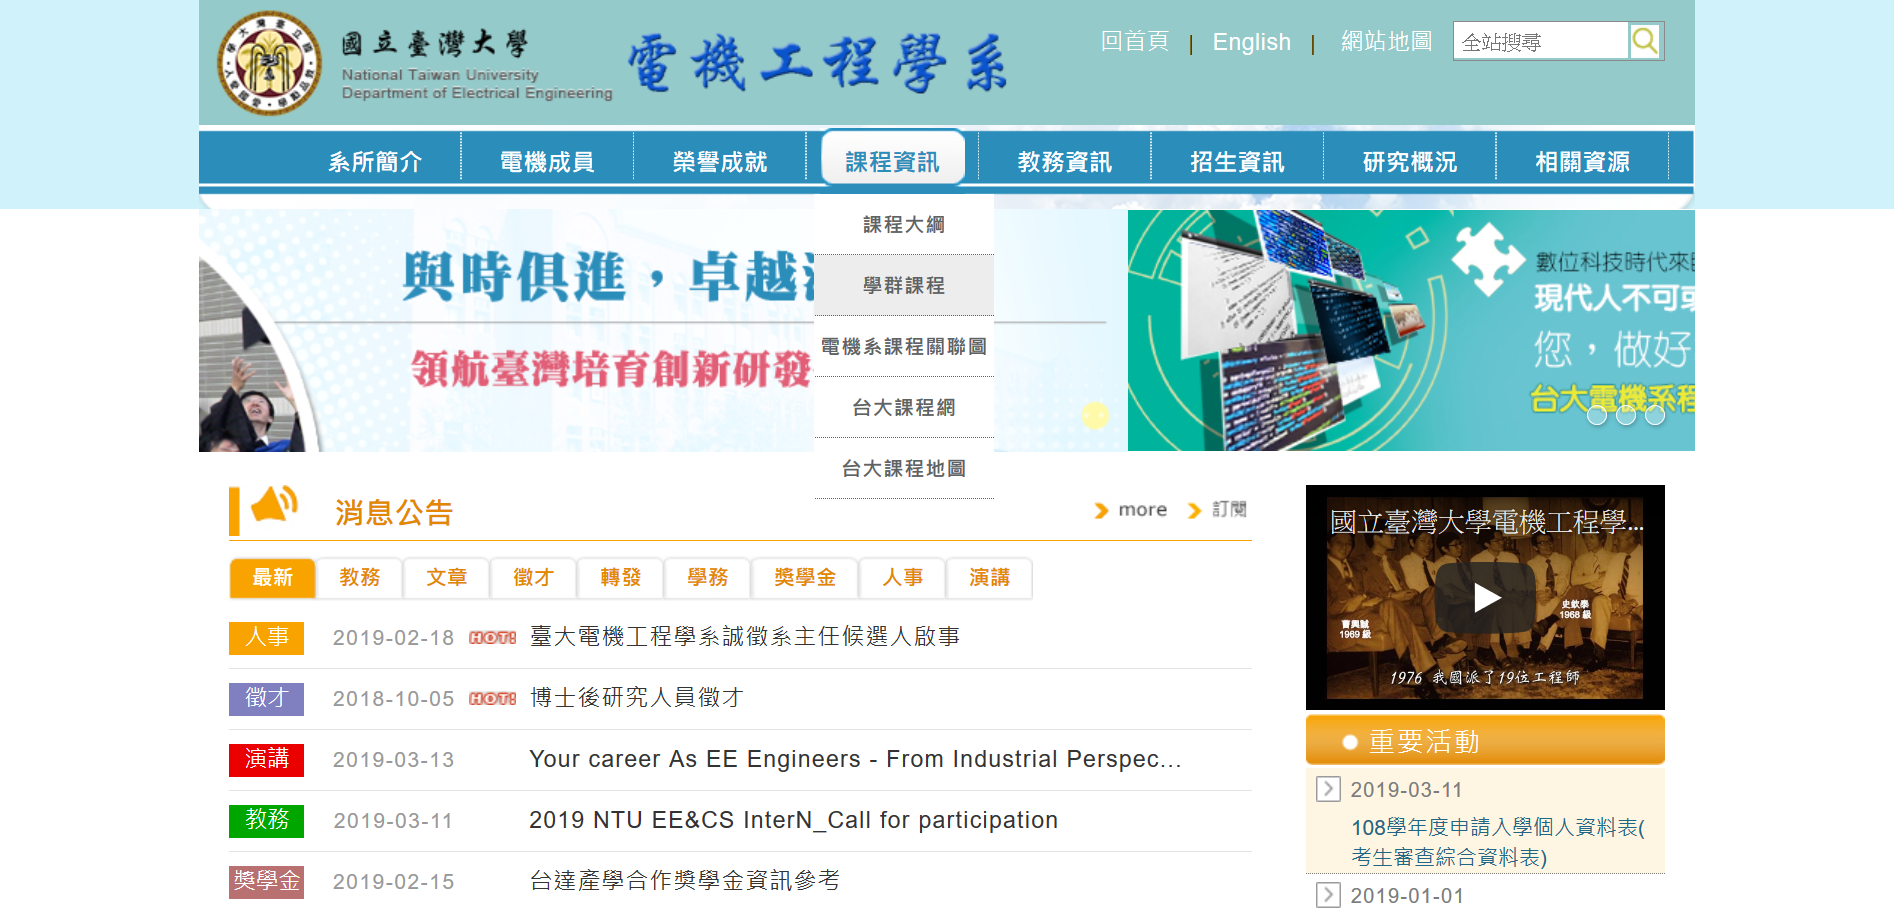 國立臺灣大學
National Taiwan University
Department of Electrical Engineering
電機工程學系
回首頁 | English | 網站地圖
全站搜尋
系所簡介 電機成員 榮譽成就 課程資訊 教務資訊 招生資訊 研究概況 相關資源
課程大綱
學群課程
電機系課程關聯圖
台大課程網
台大課程地圖
與時俱進，卓越
領航臺灣培育創新研發
數位科技時代來
現代人不可或
您，做好
台大電機系程
消息公告
more 訂閱
最新 教務 文章 徵才 轉發 學務 獎學金 人事 演講
人事 2019-02-18 HOT! 臺大電機工程學系誠徵系主任候選人啟事
徵才 2018-10-05 HOT! 博士後研究人員徵才
演講 2019-03-13 Your career As EE Engineers - From Industrial Perspec...
教務 2019-03-11 2019 NTU EE&CS InterN_Call for participation
獎學金 2019-02-15 台達產學合作獎學金資訊參考
國立臺灣大學電機工程學...
史欽泰
1968 級
1969 級
1976 我國派了19位工程師
重要活動
2019-03-11
108學年度申請入學個人資料表(
考生審查綜合資料表)
2019-01-01